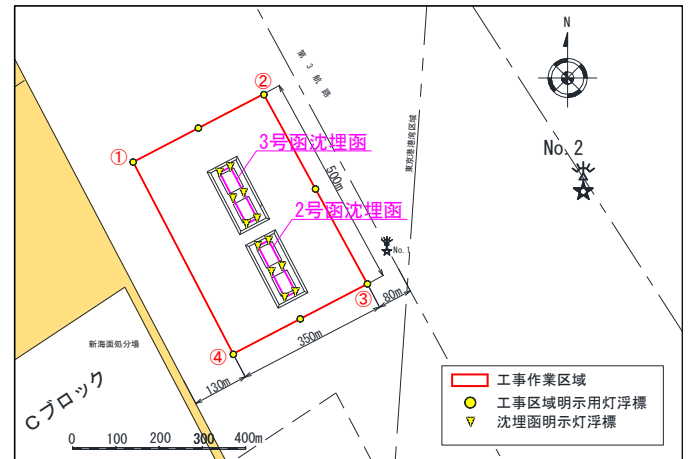 N
第3航路
②
No. 2
①
3号函沈埋函
東京港港湾区域
500m
2号函沈埋函
No. 1
③
80m
350m
④
130m
新海面処分場
Cブロック
0 100 200 300 400m
工事作業区域
工事区域明示用灯浮標
沈埋函明示灯浮標